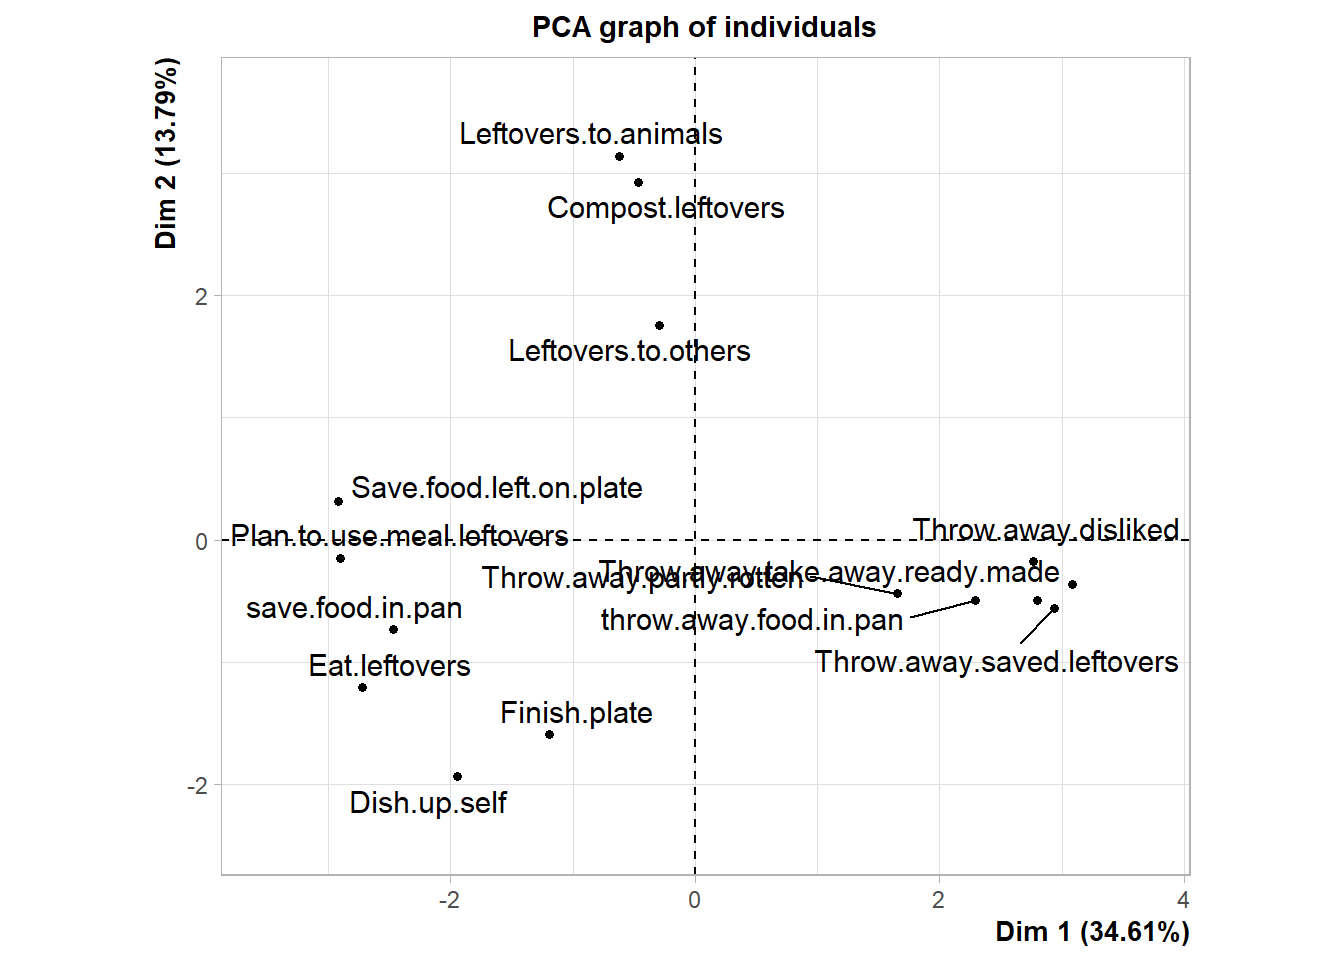 PCA graph of individuals
Dim 2 (13.79%)
Leftovers.to.animals
Compost.leftovers
2
Leftovers.to.others
Save.food.left.on.plate
Plan.to.use.meal.leftovers
0
Throw.away.disliked
Throw.away.take.away.ready.made
Throw.away.partly.rotten
save.food.in.pan
throw.away.food.in.pan
Eat.leftovers
Throw.away.saved.leftovers
Finish.plate
-2
Dish.up.self
-2 0 2 4
Dim 1 (34.61%)